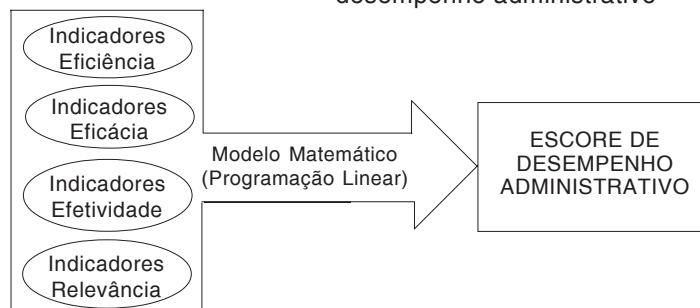 desempenho administrativo
Indicadores
Eficiência
Indicadores
Eficácia
Indicadores
Efetividade
Indicadores
Relevância
Modelo Matemático
(Programação Linear)
ESCORE DE
DESEMPENHO
ADMINISTRATIVO